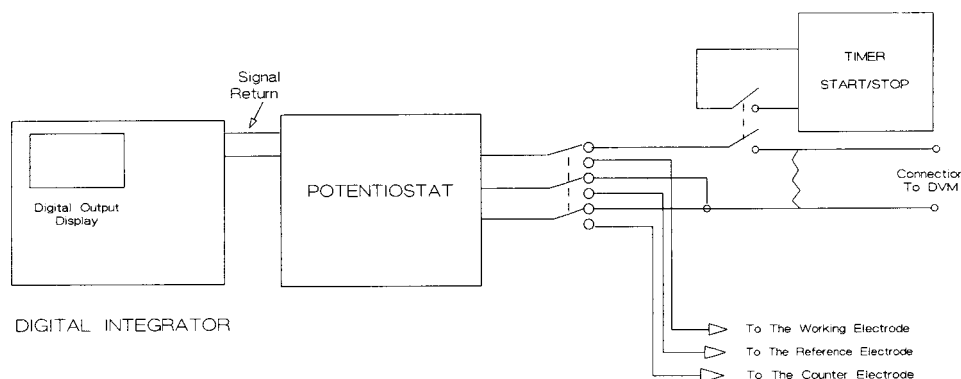 TIMER
START/STOP
Signal
Return
POTENTIOSTAT
Digital Output
Display
Connection
To DVM
DIGITAL INTEGRATOR
To The Working Electrode
To The Reference Electrode
To The Counter Electrode